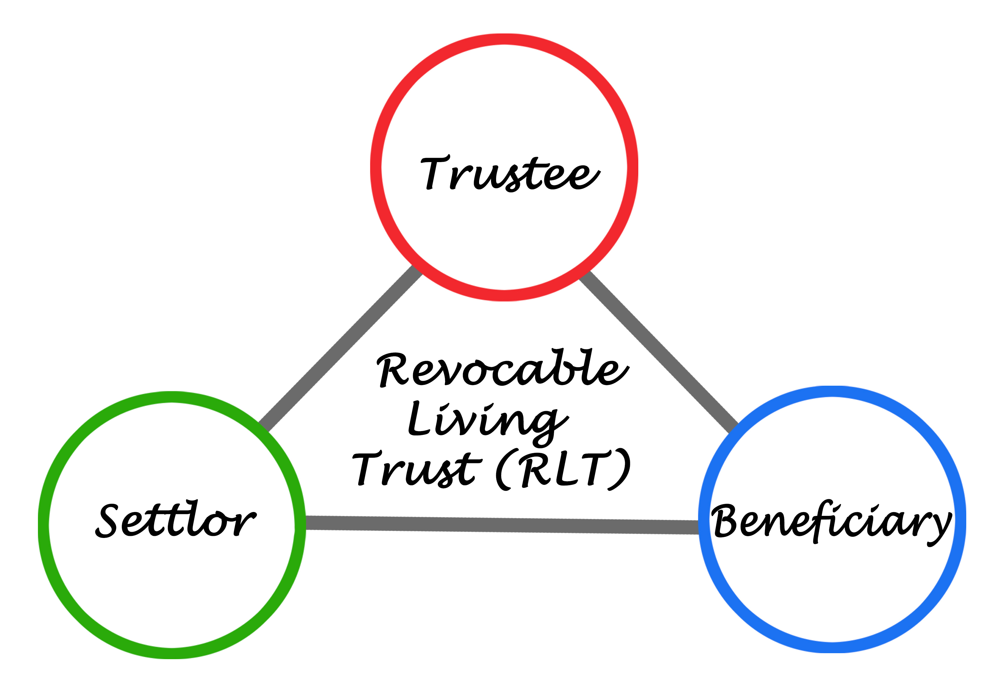 Trustee
Revocable
Living
Trust (RLT)
Settlor
Beneficiary